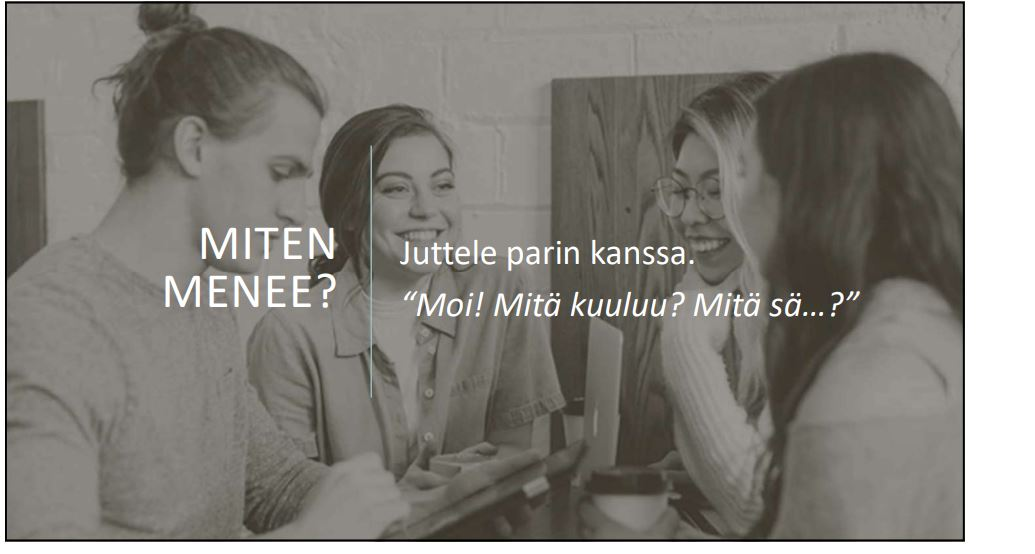 MITEN
MENEE?
Juttele parin kanssa.
“Moi! Mitä kuuluu? Mitä sä…?”